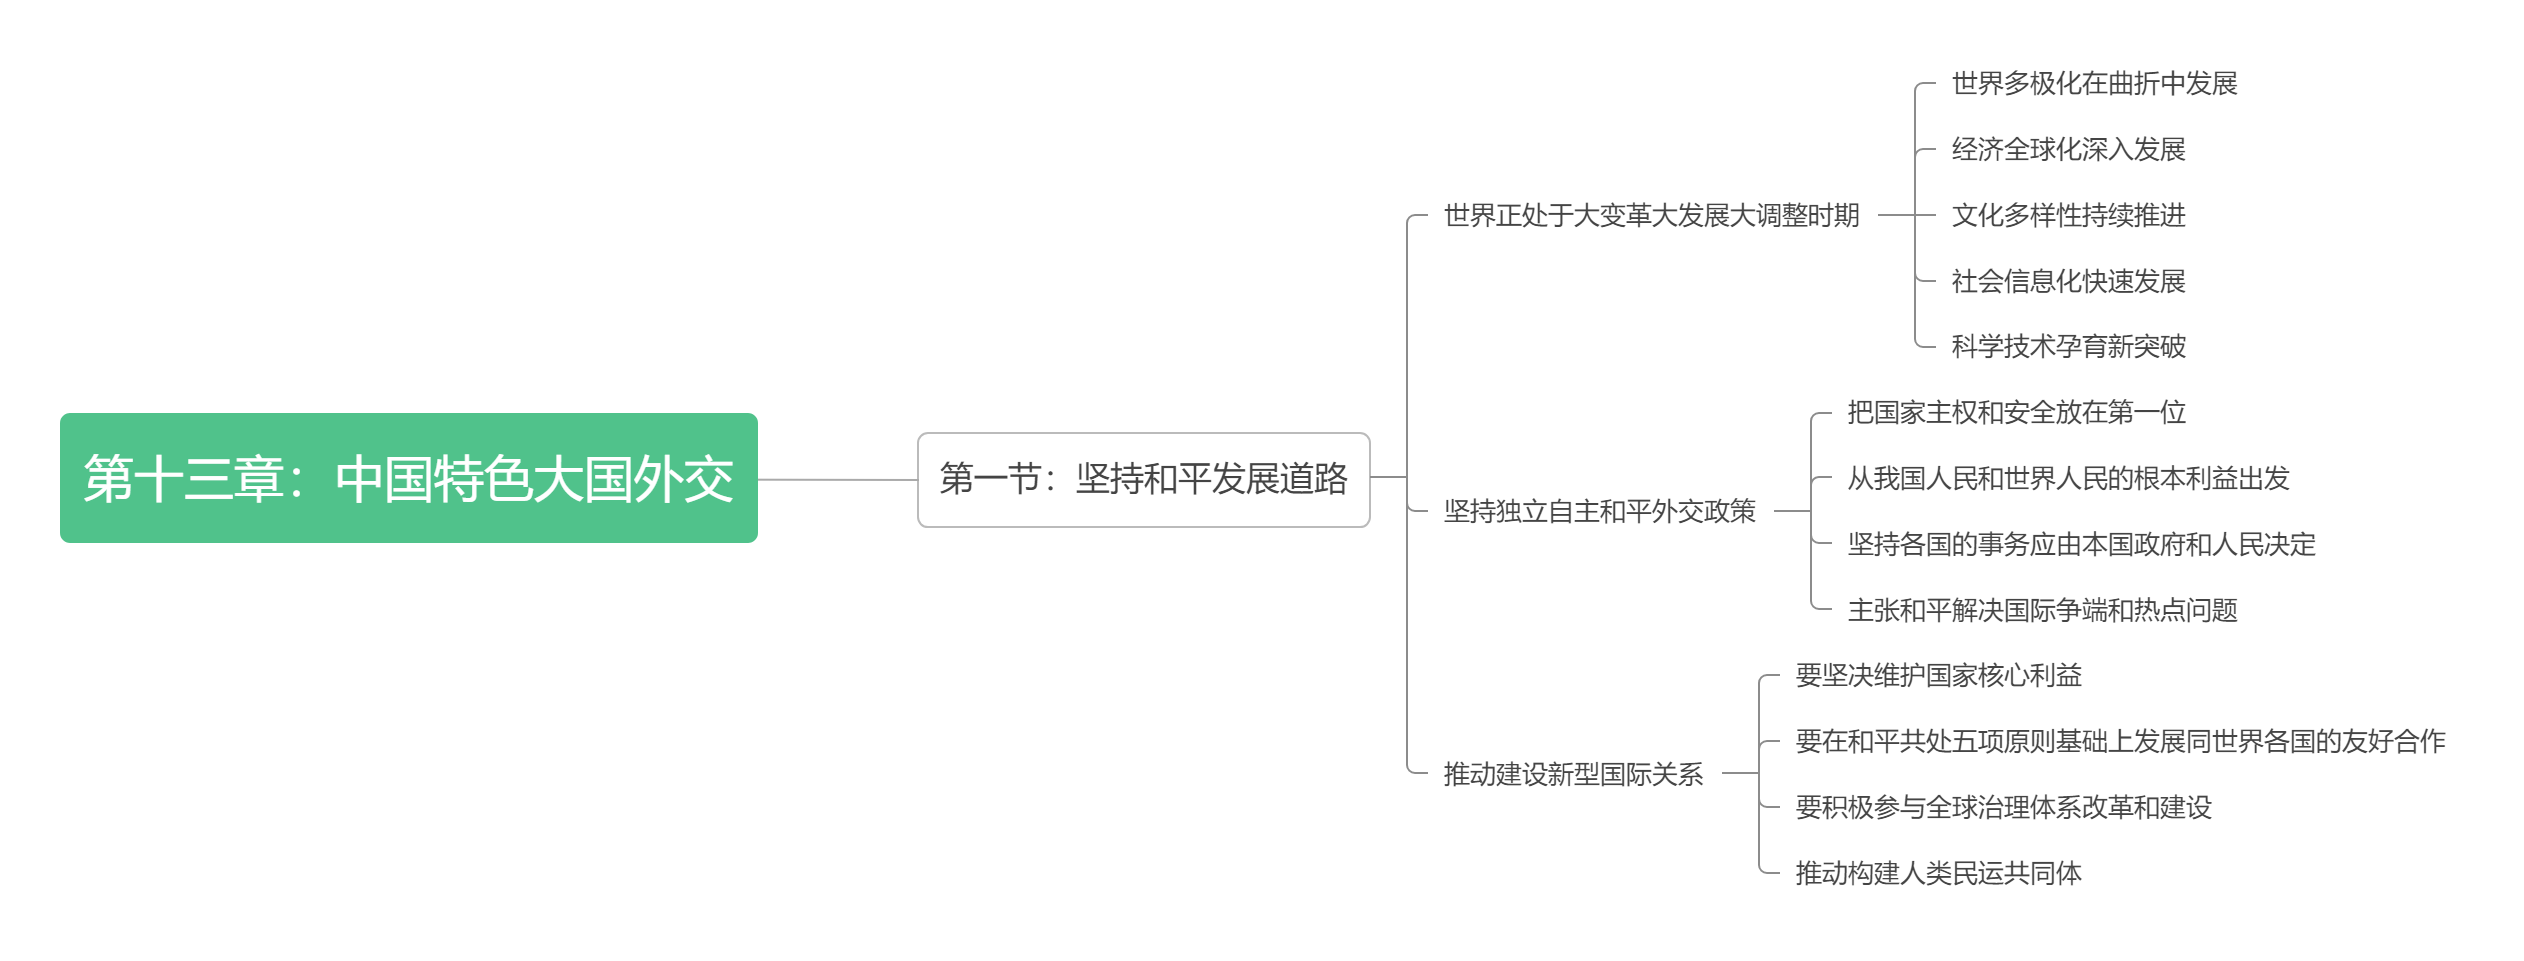 第十三章：中国特色大国外交
第一节：坚持和平发展道路
世界正处于大变革大发展大调整时期
世界多极化在曲折中发展
经济全球化深入发展
文化多样性持续推进
社会信息化快速发展
科学技术孕育新突破
坚持独立自主和平外交政策
把国家主权和安全放在第一位
从我国人民和世界人民的根本利益出发
坚持各国的事务应由本国政府和人民决定
主张和平解决国际争端和热点问题
推动建设新型国际关系
要坚决维护国家核心利益
要在和平共处五项原则基础上发展同世界各国的友好合作
要积极参与全球治理体系改革和建设
推动构建人类民运共同体